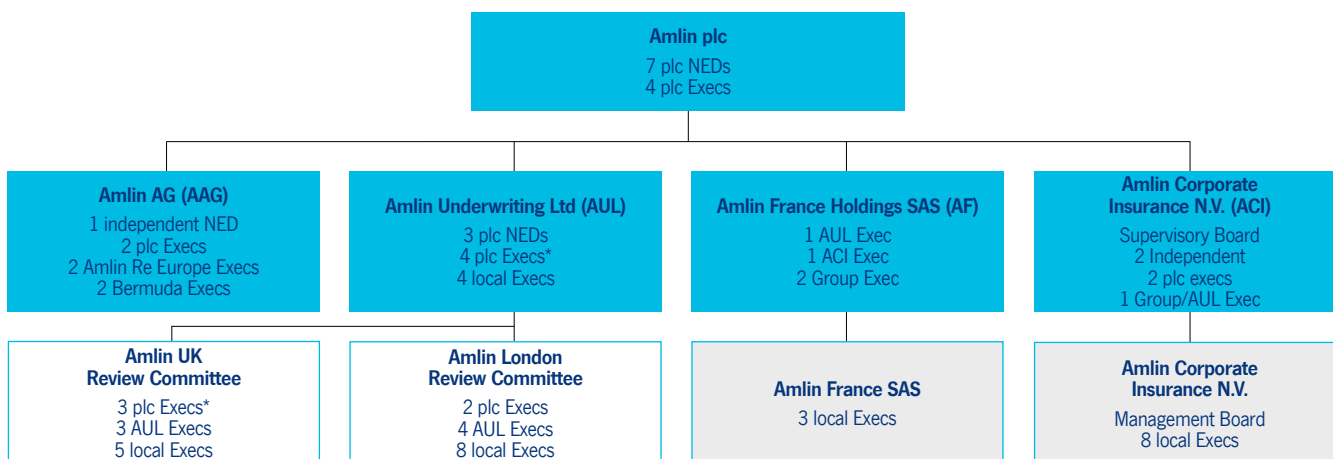 Amlin plc
7 plc NEDs
4 plc Execs
Amlin AG (AAG)
1 independent NED
2 plc Execs
2 Amlin Re Europe Execs
2 Bermuda Execs
Amlin Underwriting Ltd (AUL)
3 plc NEDs
4 plc Execs*
4 local Execs
Amlin France Holdings SAS (AF)
1 AUL Exec
1 ACI Exec
2 Group Exec
Amlin Corporate
Insurance N.V. (ACI)
Supervisory Board
2 Independent
2 plc execs
1 Group/AUL Exec
Amlin UK
Review Committee
3 plc Execs*
3 AUL Execs
5 local Execs
Amlin London
Review Committee
2 plc Execs
4 AUL Execs
8 local Execs
Amlin France SAS
3 local Execs
Amlin Corporate
Insurance N.V.
Management Board
8 local Execs